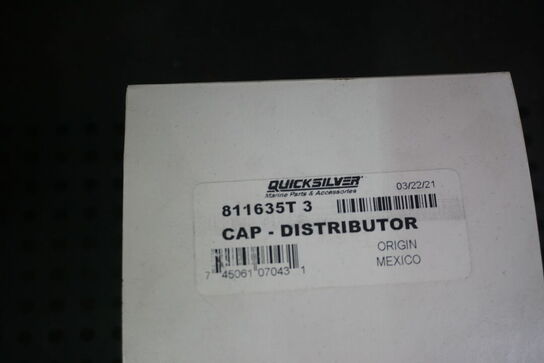 QUICKSILVER
Marine Parts & Accessories
03/22/21
811635T 3
CAP - DISTRIBUTOR
ORIGIN
MEXICO
7 45061 07043 1